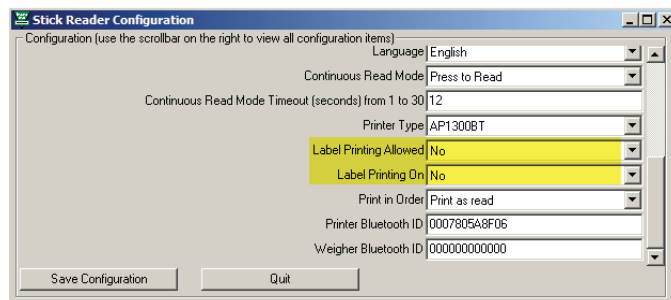 Stick Reader Configuration
Configuration (use the scrollbar on the right to view all configuration items)
Language English
Continuous Read Mode Press to Read
Continuous Read Mode Timeout (seconds) from 1 to 30 12
Printer Type AP1300BT
Label Printing Allowed No
Label Printing On No
Print in Order Print as read
Printer Bluetooth ID 0007805A8F06
Weigher Bluetooth ID 000000000000
Save Configuration Quit